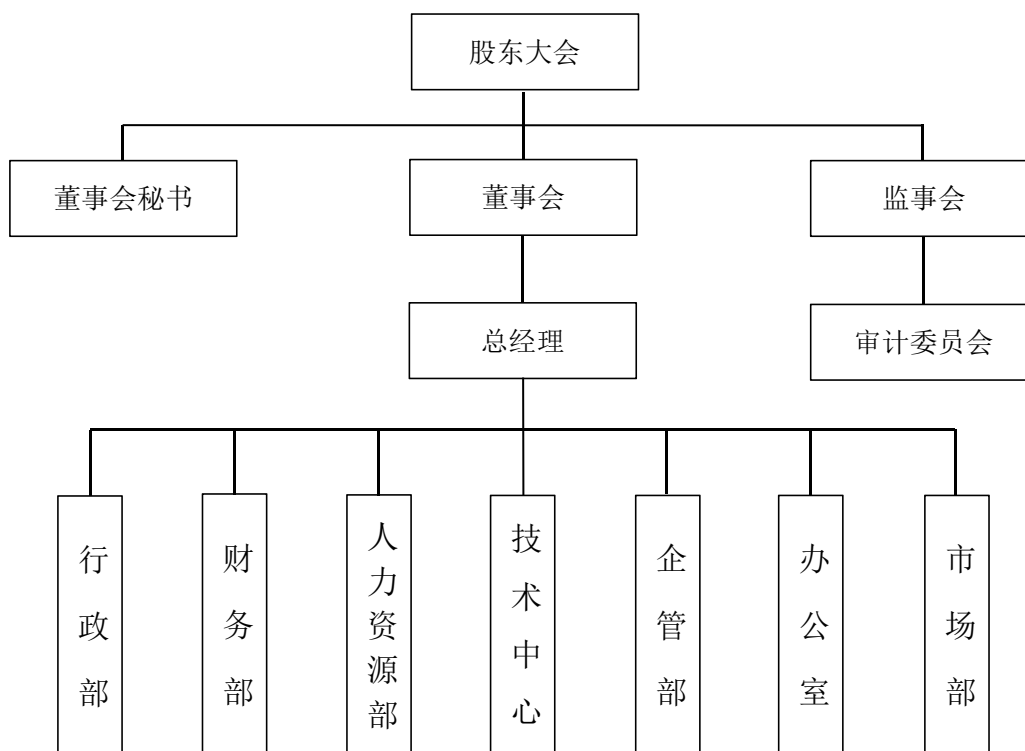 股东大会
董事会秘书
董事会
监事会
总经理
审计委员会
行政部
财务部
人力资源部
技术中心
企管部
办公室
市场部